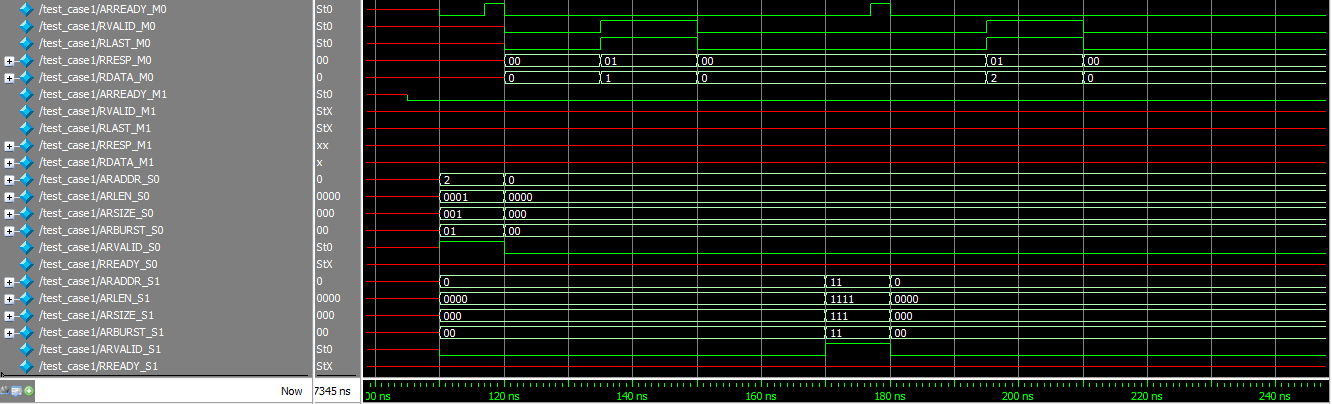 /test_case1/ARREADY_M0 St0
/test_case1/RVALID_M0 St0
/test_case1/RLAST_M0 St0
/test_case1/RRESP_M0 00 00 01 00 01 00
/test_case1/RDATA_M0 0 0 1 0 2 0
/test_case1/ARREADY_M1 St0
/test_case1/RVALID_M1 StX
/test_case1/RLAST_M1 StX
/test_case1/RRESP_M1 xx
/test_case1/RDATA_M1 x
/test_case1/ARADDR_S0 0 2 0
/test_case1/ARLEN_S0 0000 0001 0000
/test_case1/ARSIZE_S0 000 001 000
/test_case1/ARBURST_S0 00 01 00
/test_case1/ARVALID_S0 St0
/test_case1/RREADY_S0 StX
/test_case1/ARADDR_S1 0 0 11 0
/test_case1/ARLEN_S1 0000 0000 1111 0000
/test_case1/ARSIZE_S1 000 000 111 000
/test_case1/ARBURST_S1 00 00 11 00
/test_case1/ARVALID_S1 St0
/test_case1/RREADY_S1 StX
Now 7345 ns 00 ns 120 ns 140 ns 160 ns 180 ns 200 ns 220 ns 240 ns